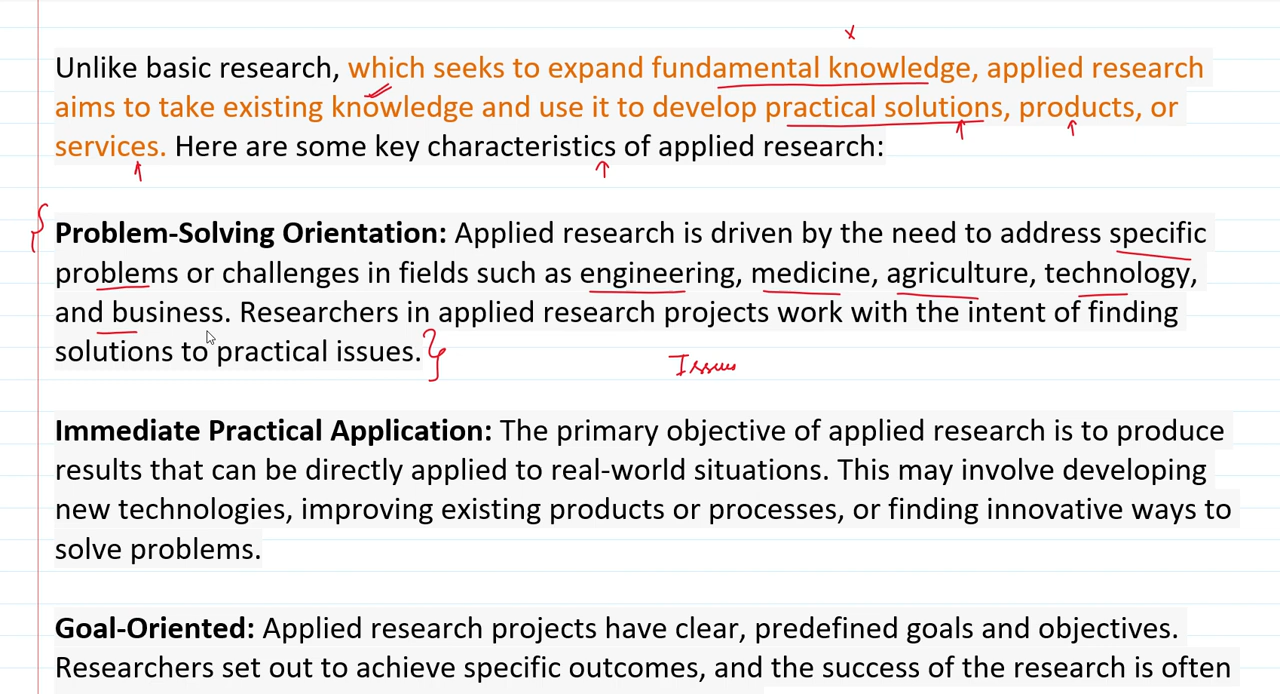 Unlike basic research, which seeks to expand fundamental knowledge, applied research
aims to take existing knowledge and use it to develop practical solutions, products, or
services. Here are some key characteristics of applied research:
Problem-Solving Orientation: Applied research is driven by the need to address specific
problems or challenges in fields such as engineering, medicine, agriculture, technology,
and business. Researchers in applied research projects work with the intent of finding
solutions to practical issues.
Issues
Immediate Practical Application: The primary objective of applied research is to produce
results that can be directly applied to real-world situations. This may involve developing
new technologies, improving existing products or processes, or finding innovative ways to
solve problems.
Goal-Oriented: Applied research projects have clear, predefined goals and objectives.
Researchers set out to achieve specific outcomes, and the success of the research is often